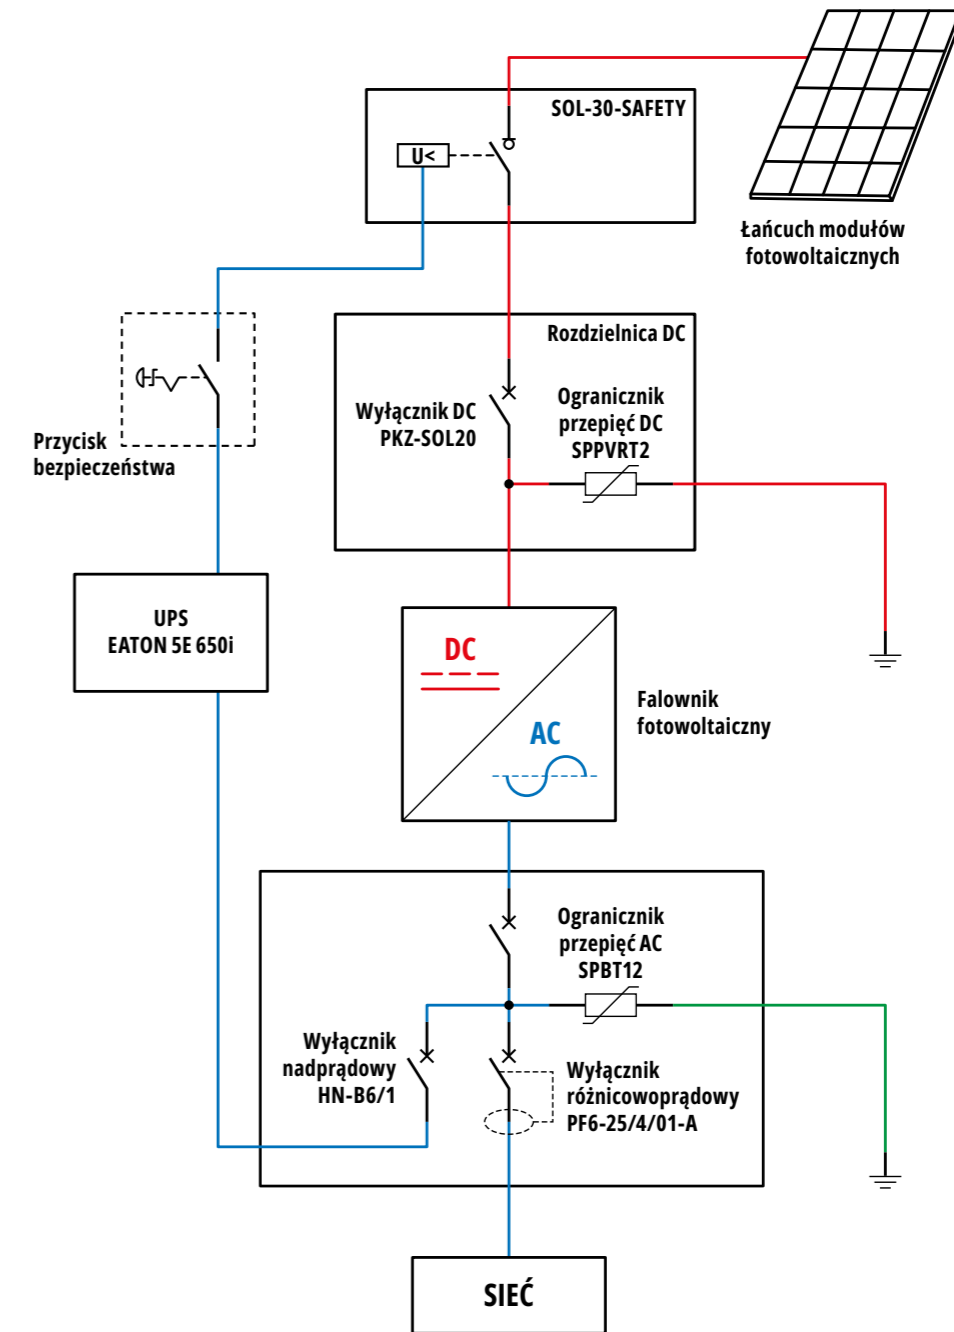 SOL-30-SAFETY
U<
Łańcuch modułów
fotowoltaicznych
Rozdzielnica DC
Wyłącznik DC
PKZ-SOL20
Ogranicznik
przepięć DC
SPPVRT2
Przycisk
bezpieczeństwa
UPS
EATON 5E 650i
DC
AC
Falownik
fotowoltaiczny
Ogranicznik
przepięć AC
SPBT12
Wyłącznik
nadprądowy
HN-B6/1
Wyłącznik
różnicowoprądowy
PF6-25/4/01-A
SIEĆ